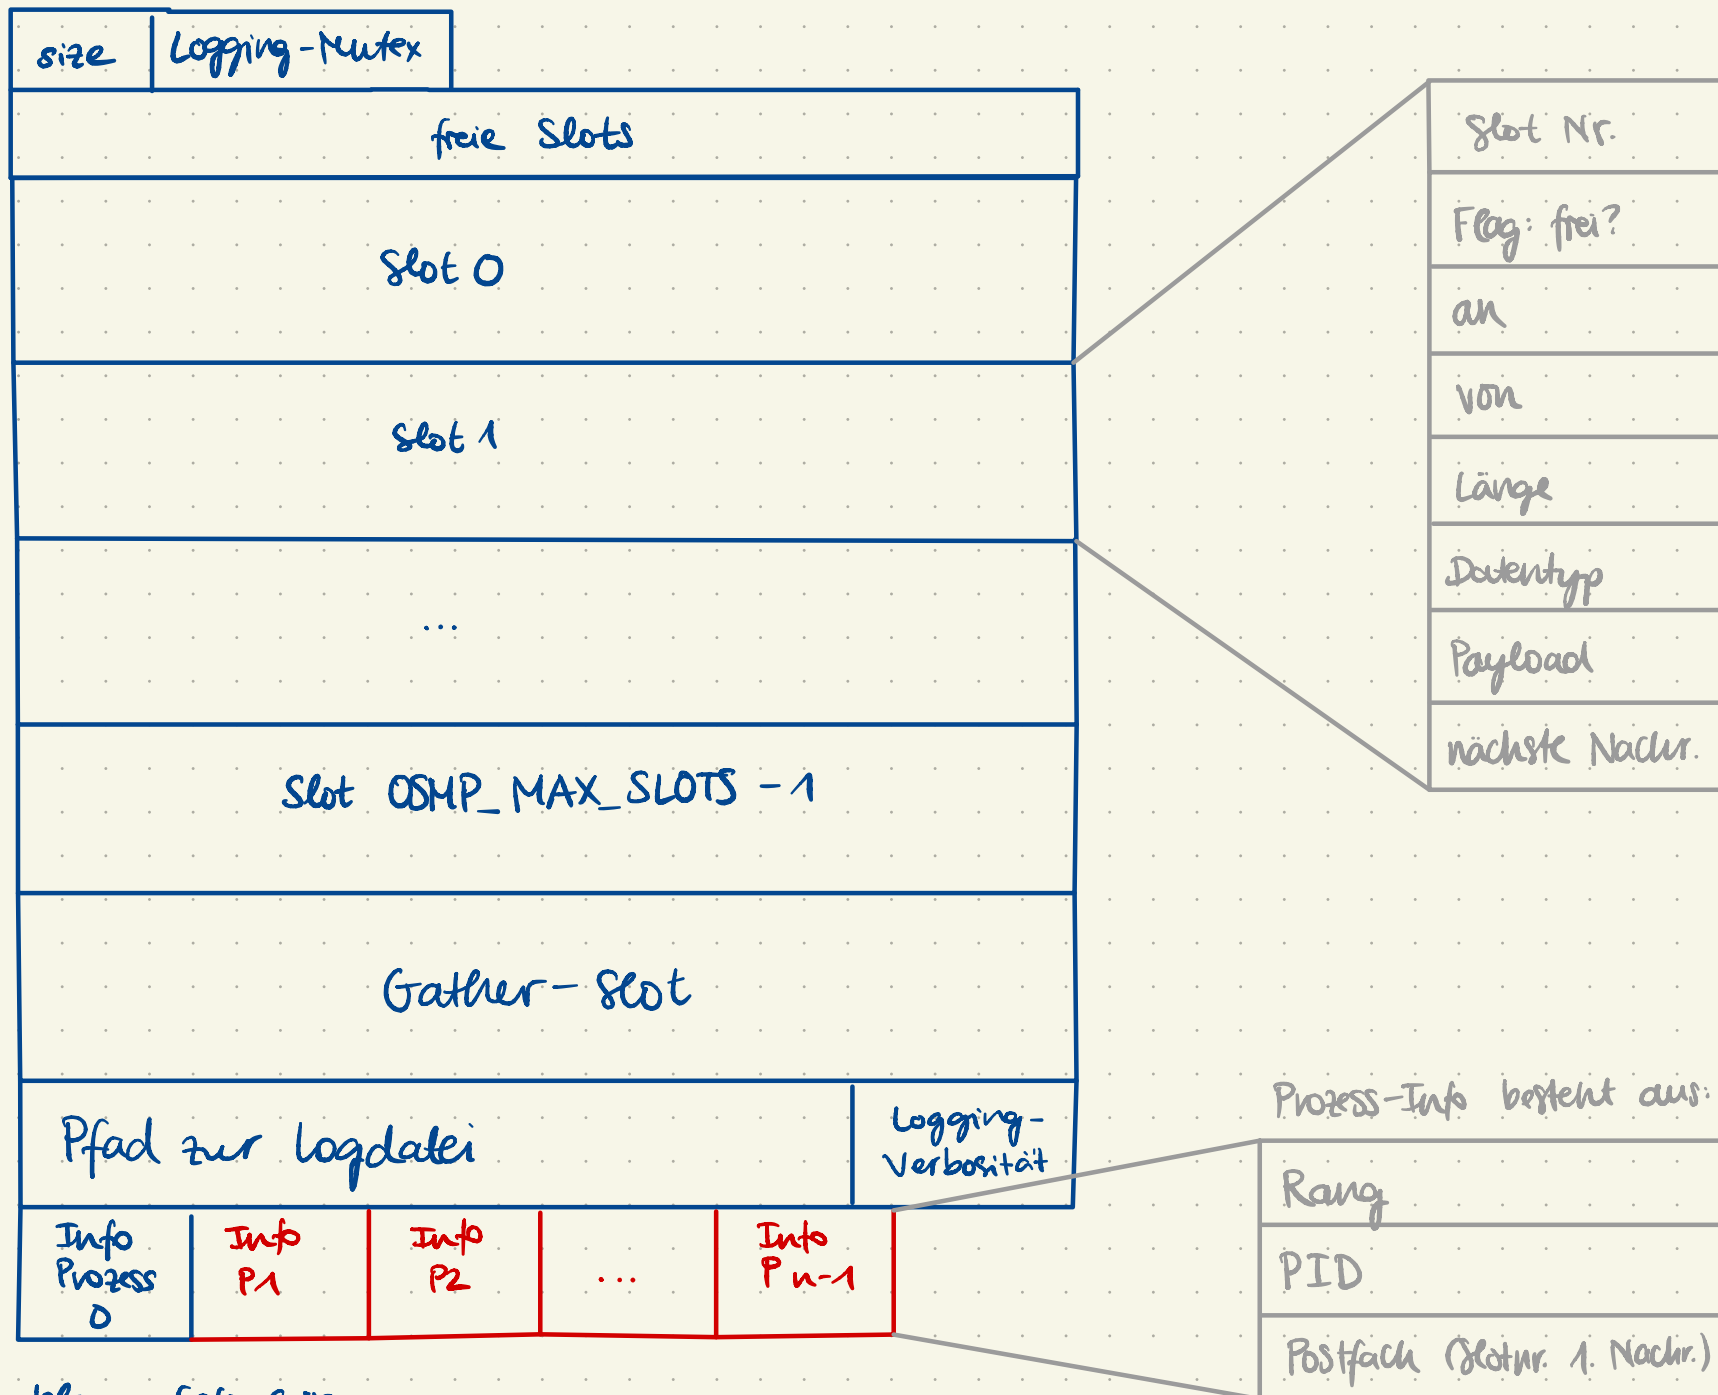 size
Logging-Mutex
freie Slots
Slot 0
Slot 1
...
Slot OSMP_MAX_SLOTS - 1
Gather-Slot
Pfad zur Logdatei
Logging-
Verbosität
Info
Prozess
0
Info
P1
Info
P2
...
Info
P n-1
Slot Nr.
Flag: frei?
an
von
Länge
Datentyp
Payload
nächste Nachr.
Prozess-Info besteht aus:
Rang
PID
Postfach (Slotnr. 1. Nachr.)